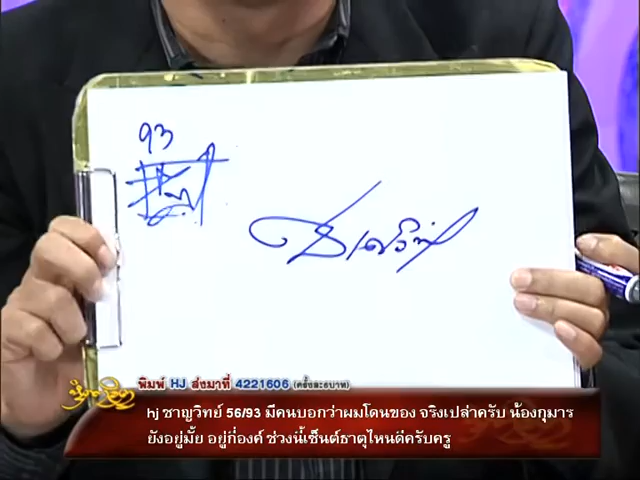 93
พิมพ์ HJ ส่งมาที่ 4221606 (ครั้งละ6บาท)
hj ชาญวิทย์ 56/93 มีคนบอกว่าผมโดนของ จริงเปล่าครับ น้องกุมาร
ยังอยู่มั้ย อยู่กี่องค์ ช่วงนี้เซ็นต์ธาตุไหนดีครับครู